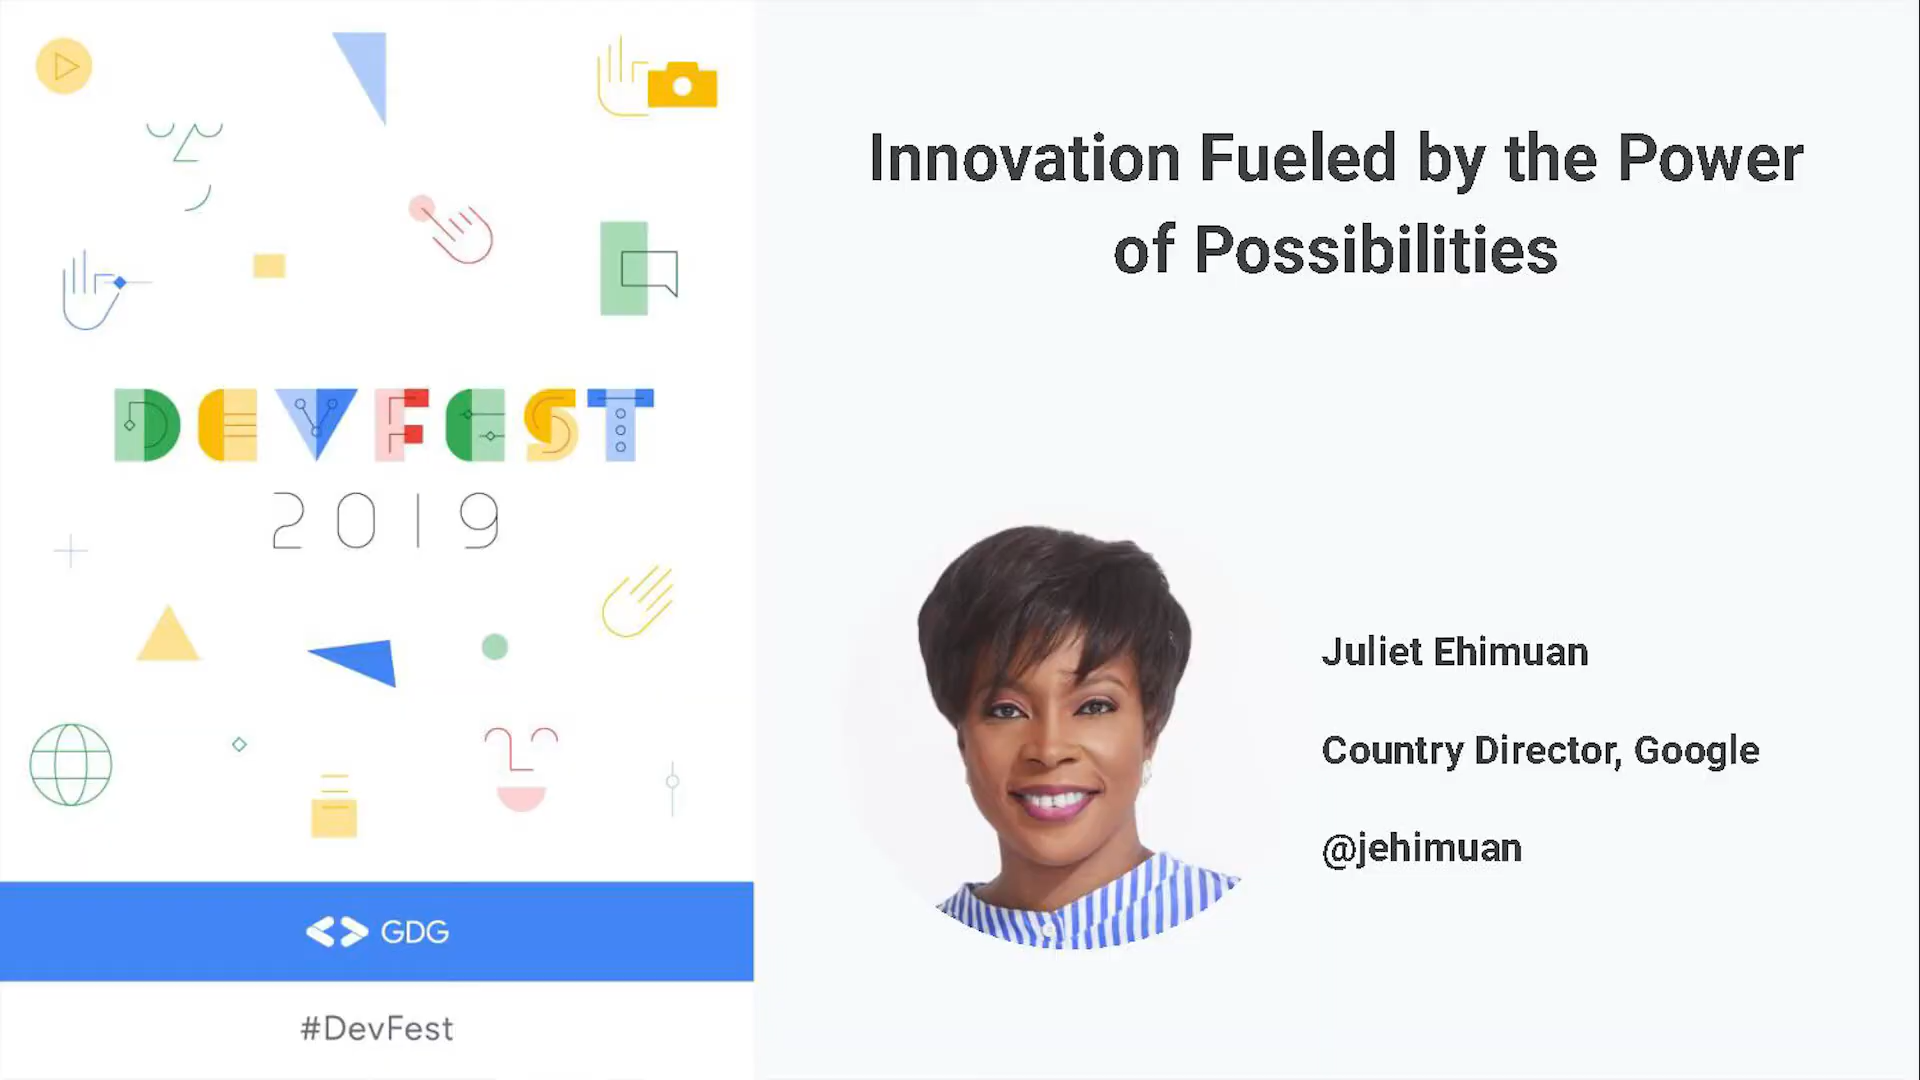 DEVFEST
2019
GDG
#DevFest
Innovation Fueled by the Power
of Possibilities
Juliet Ehimuan
Country Director, Google
@jehimuan